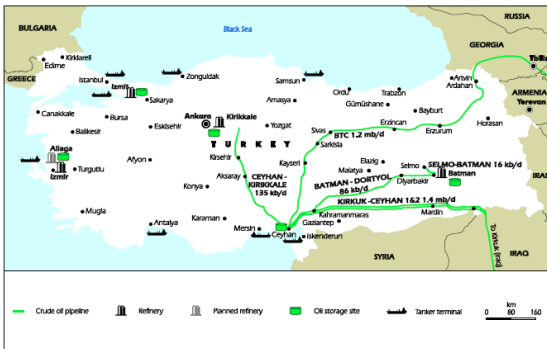 BULGARIA
Black Sea
RUSSIA
GEORGIA
Kirklareli
Edirne
Tbilisi
GREECE
Istanbul
Zonguldak
Samsun
Artvin
Ardahan
Izmit
Sakarya
Ordu
Trabzon
ARMENIA
Yerevan
Canakkale
Bursa
Ankara
Kirikkale
Amasya
Gümüshane
Bayburt
Horasan
Balikesir
Eskisehir
Yozgat
Sivas
BTC 1.2 mb/d
Erzincan
Erzurum
Aliaga
TURKEY
Sarkisla
Izmir
Turgutlu
Afyon
Kirsehir
Kayseri
Elazig
Selmo
SELMO-BATMAN 16 kb/d
Aksaray
CEYHAN -
KIRIKKALE
135 kb/d
Malatya
BATMAN - DORTYOL
86 kb/d
Diyarbakir
Batman
IRAN
Konya
Mugla
Karaman
Kahramanmaras
KIRKUK -CEYHAN 1&2 1.4 mb/d
Antalya
Mersin
Ceyhan
Gaziantep
Mardin
Iskenderun
SYRIA
IRAQ
To Kirkuk (Iraq)
Crude oil pipeline
Refinery
Planned refinery
Oil storage site
Tanker terminal
km
0 80 160